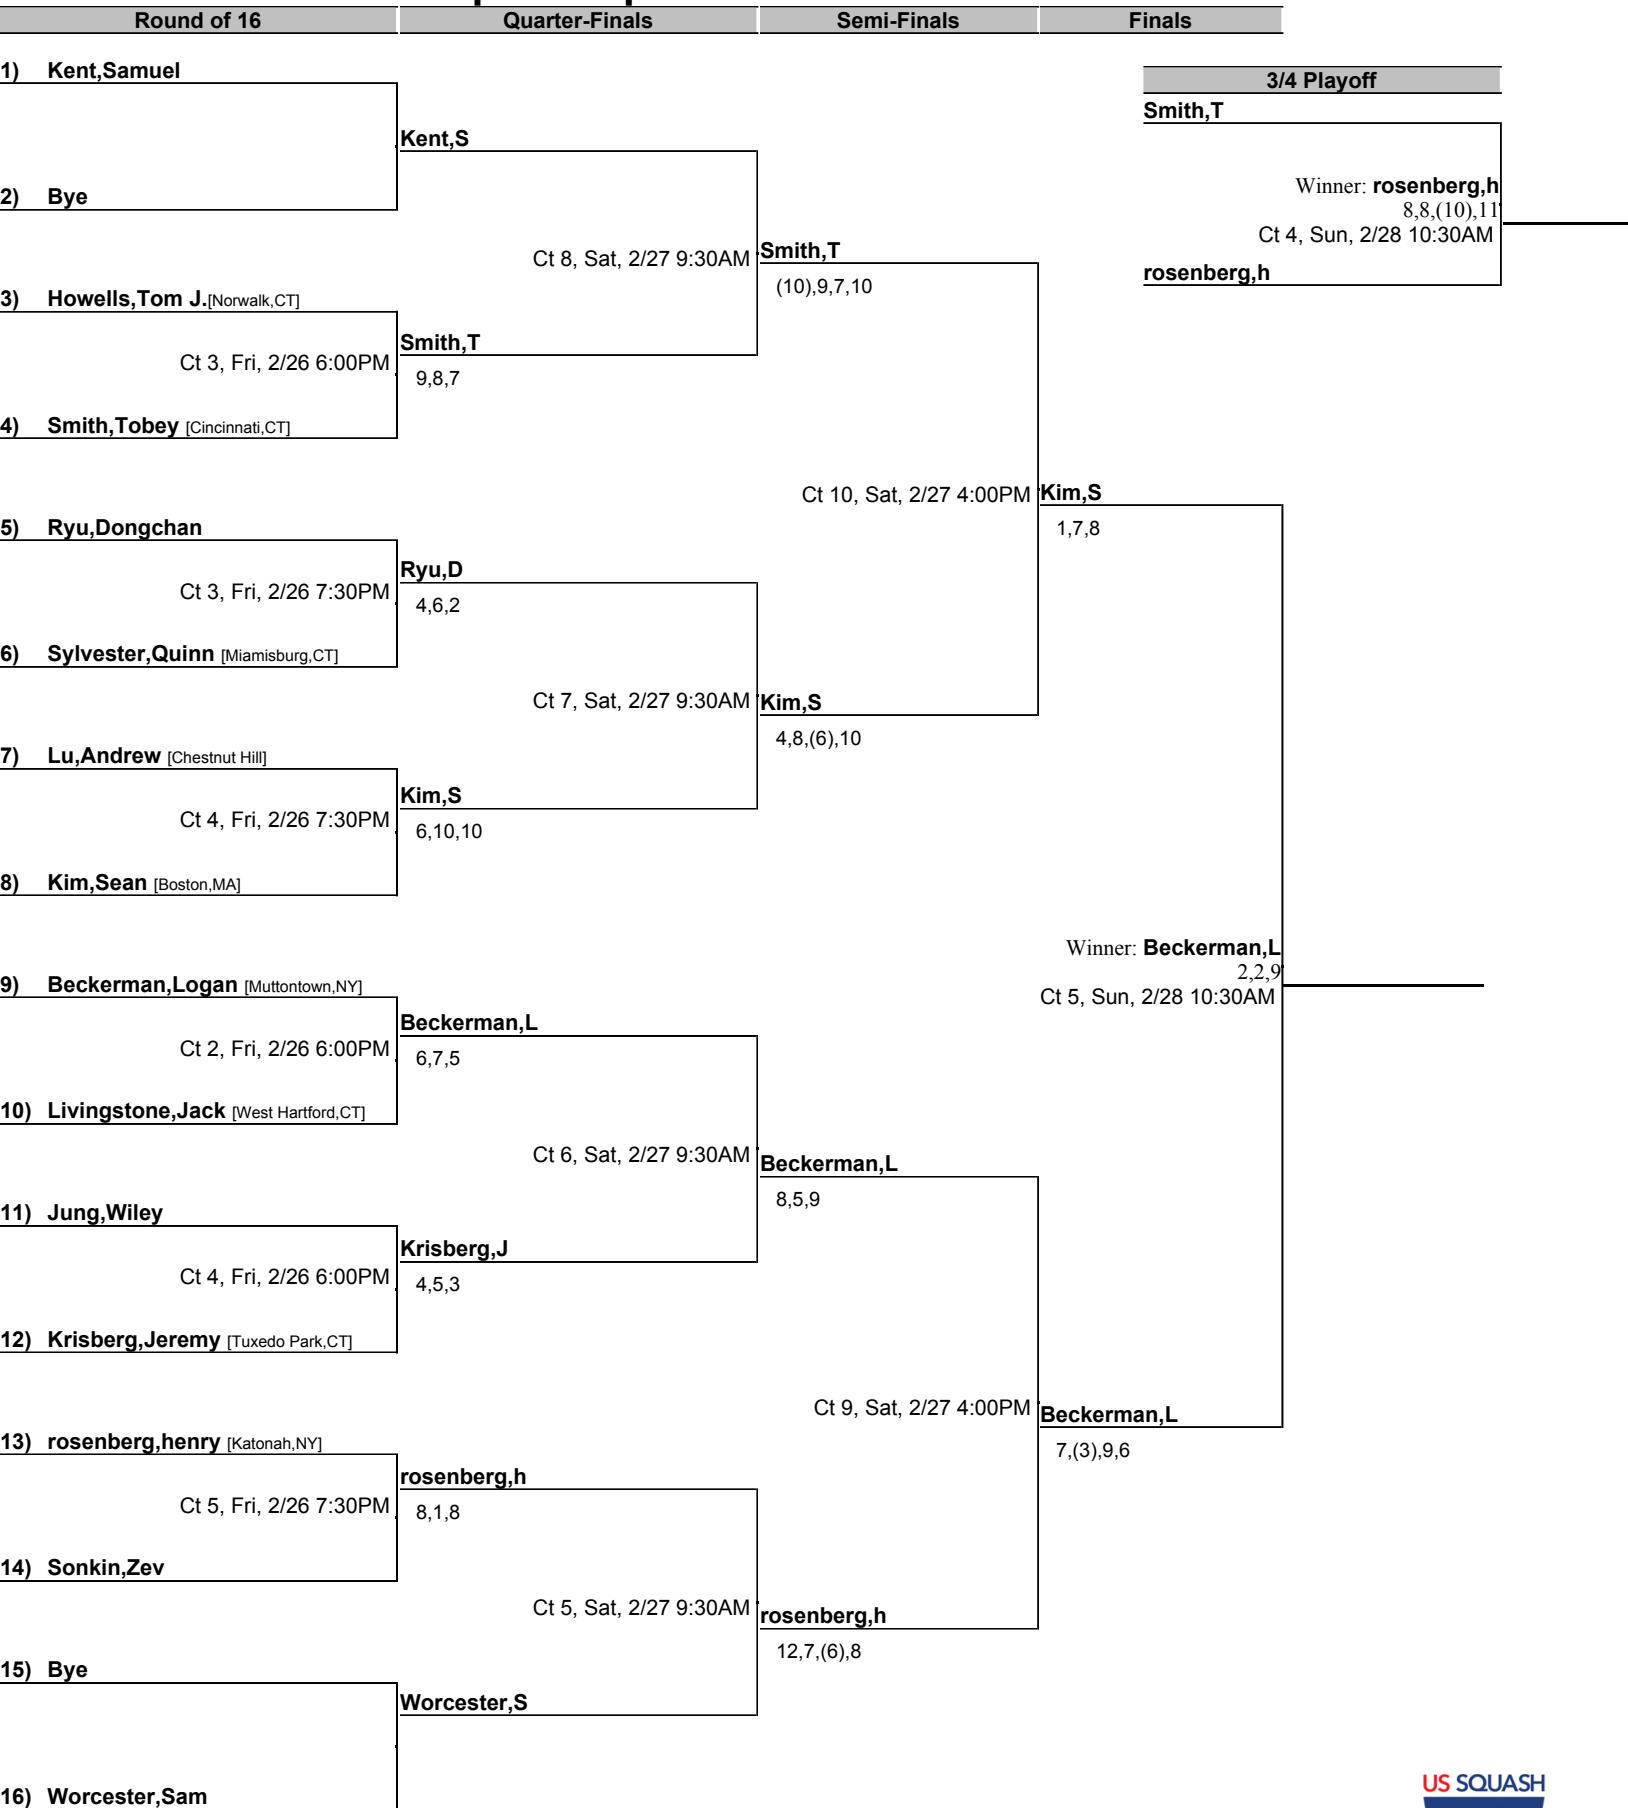 Round of 16
Quarter-Finals
Semi-Finals
Finals
1) Kent,Samuel
3/4 Playoff
Smith,T
Kent,S
2) Bye
Winner: rosenberg,h
8,8,(10),11
Ct 4, Sun, 2/28 10:30AM
rosenberg,h
Ct 8, Sat, 2/27 9:30AM
Smith,T
(10),9,7,10
3) Howells,Tom J.[Norwalk,CT]
Smith,T
Ct 3, Fri, 2/26 6:00PM
9,8,7
4) Smith,Tobey [Cincinnati,CT]
Ct 10, Sat, 2/27 4:00PM
Kim,S
1,7,8
5) Ryu,Dongchan
Ryu,D
Ct 3, Fri, 2/26 7:30PM
4,6,2
6) Sylvester,Quinn [Miamisburg,CT]
Ct 7, Sat, 2/27 9:30AM
Kim,S
4,8,(6),10
7) Lu,Andrew [Chestnut Hill]
Kim,S
Ct 4, Fri, 2/26 7:30PM
6,10,10
8) Kim,Sean [Boston,MA]
Winner: Beckerman,L
2,2,9
Ct 5, Sun, 2/28 10:30AM
9) Beckerman,Logan [Muttontown,NY]
Beckerman,L
Ct 2, Fri, 2/26 6:00PM
6,7,5
10) Livingstone,Jack [West Hartford,CT]
Ct 6, Sat, 2/27 9:30AM
Beckerman,L
8,5,9
11) Jung,Wiley
Krisberg,J
Ct 4, Fri, 2/26 6:00PM
4,5,3
12) Krisberg,Jeremy [Tuxedo Park,CT]
Ct 9, Sat, 2/27 4:00PM
Beckerman,L
7,(3),9,6
13) rosenberg,henry [Katonah,NY]
rosenberg,h
Ct 5, Fri, 2/26 7:30PM
8,1,8
14) Sonkin,Zev
Ct 5, Sat, 2/27 9:30AM
rosenberg,h
12,7,(6),8
15) Bye
Worcester,S
16) Worcester,Sam
US SQUASH